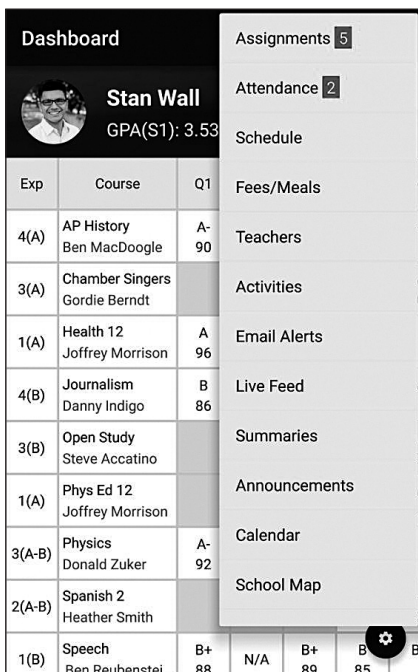 Dashboard
Stan Wall
GPA(S1): 3.53
Exp Course Q1
4(A) AP History A-
Ben MacDoogle 90
3(A) Chamber Singers
Gordie Berndt
1(A) Health 12 A
Joffrey Morrison 96
4(B) Journalism B
Danny Indigo 86
3(B) Open Study
Steve Accatino
1(A) Phys Ed 12
Joffrey Morrison
3(A-B) Physics A-
Donald Zuker 92
2(A-B) Spanish 2
Heather Smith
1(B) Speech B+ N/A B+ B
Ben Reubenstei 88 89 85
Assignments 5
Attendance 2
Schedule
Fees/Meals
Teachers
Activities
Email Alerts
Live Feed
Summaries
Announcements
Calendar
School Map